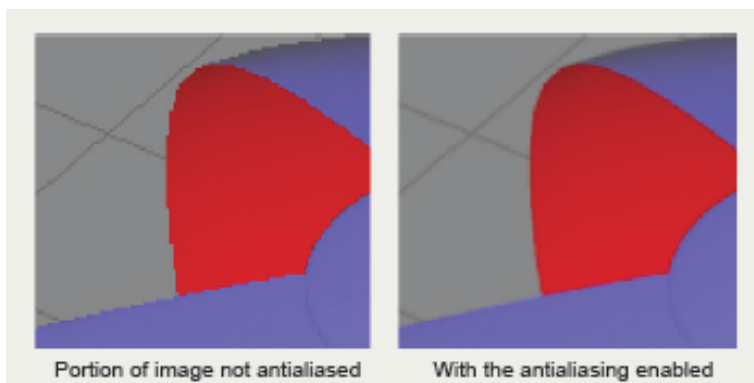 Portion of image not antialiased
With the antialiasing enabled